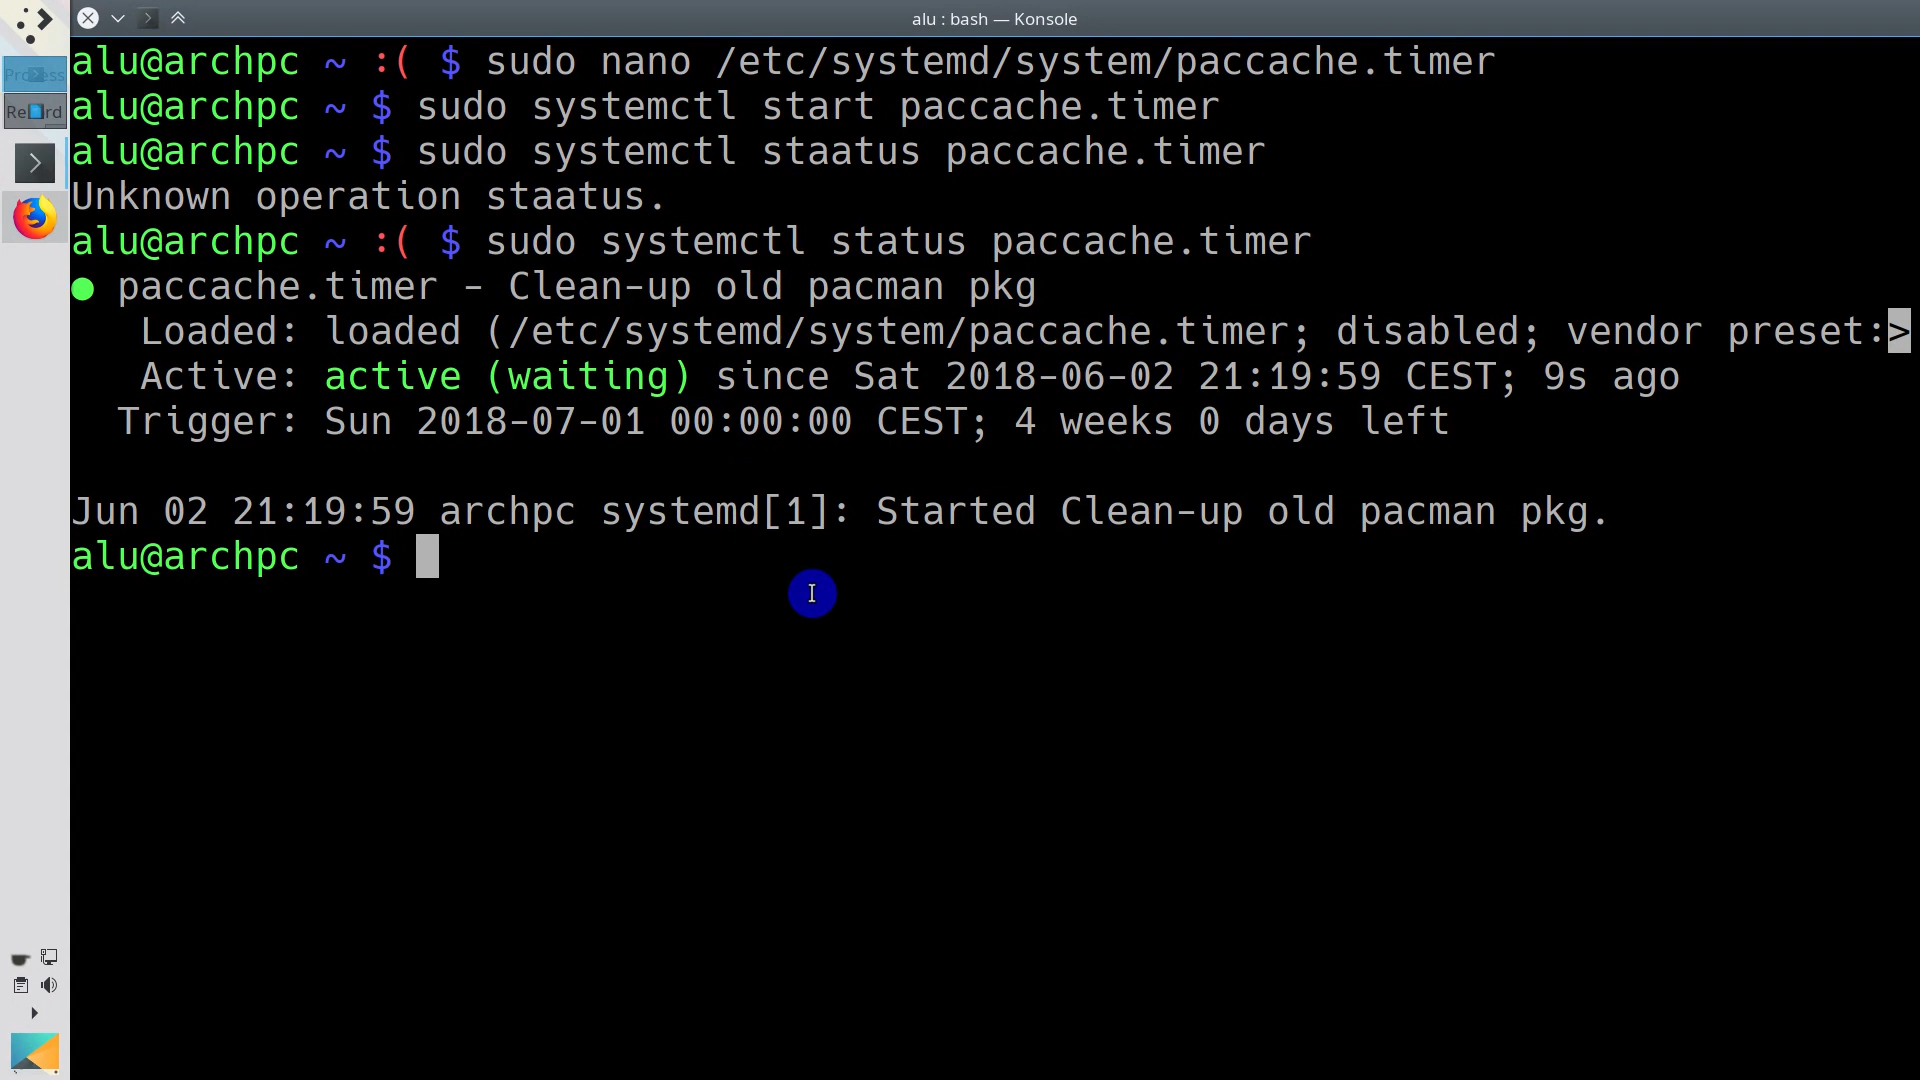 alu : bash — Konsole
alu@archpc ~ :( $ sudo nano /etc/systemd/system/paccache.timer
alu@archpc ~ $ sudo systemctl start paccache.timer
alu@archpc ~ $ sudo systemctl staatus paccache.timer
Unknown operation staatus.
alu@archpc ~ :( $ sudo systemctl status paccache.timer
● paccache.timer - Clean-up old pacman pkg
Loaded: loaded (/etc/systemd/system/paccache.timer; disabled; vendor preset:>
Active: active (waiting) since Sat 2018-06-02 21:19:59 CEST; 9s ago
Trigger: Sun 2018-07-01 00:00:00 CEST; 4 weeks 0 days left
Jun 02 21:19:59 archpc systemd[1]: Started Clean-up old pacman pkg.
alu@archpc ~ $